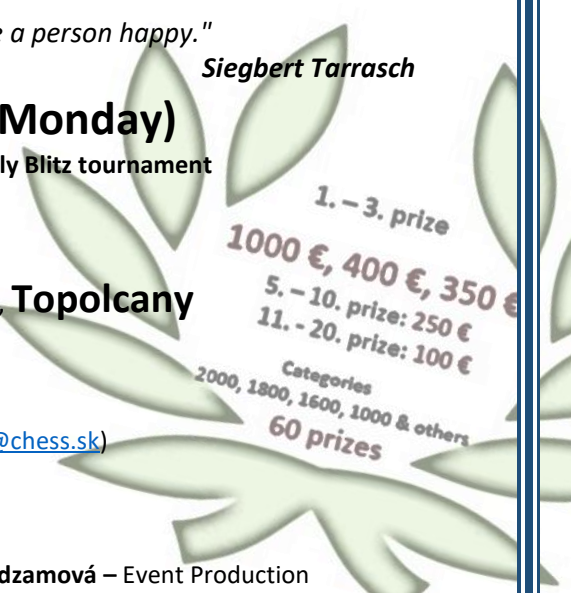 e a person happy."
Siegbert Tarrasch
Monday)
ly Blitz tournament
1. – 3. prize
1000 €, 400 €, 350 €
, Topolcany
5. – 10. prize: 250 €
11. - 20. prize: 100 €
Categories
2000, 1800, 1600, 1000 & others
60 prizes
@chess.sk)
dzamová – Event Production